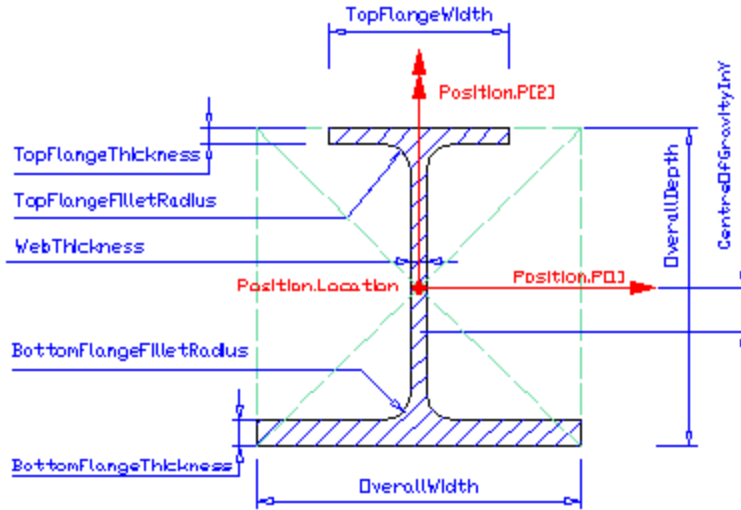 TopFlangeWidth
Position.P[2]
TopFlangeThickness
TopFlangeFilletRadius
WebThickness
Position.Location
Position.P[1]
OverallDepth
CentreOfGravityInY
BottomFlangeFilletRadius
BottomFlangeThickness
OverallWidth